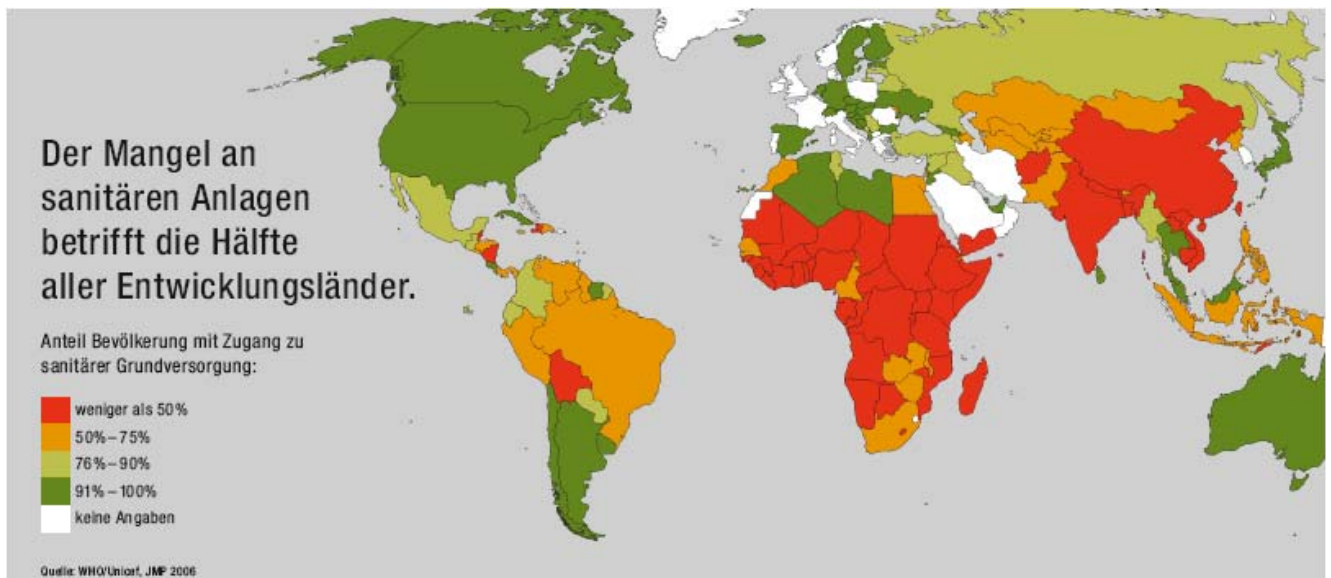 Der Mangel an
sanitären Anlagen
betrifft die Hälfte
aller Entwicklungsländer.
Anteil Bevölkerung mit Zugang zu
sanitärer Grundversorgung:
weniger als 50%
50%–75%
76%–90%
91%–100%
keine Angaben
Quelle: WHO/Unicef, JMP 2006